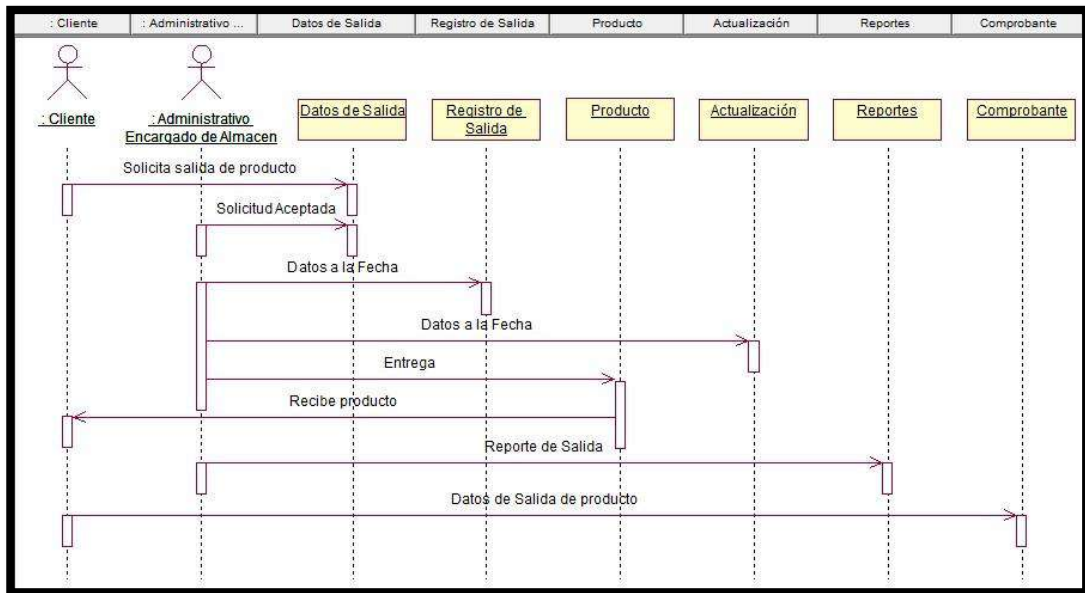 : Cliente
: Administrativo ...
Datos de Salida
Registro de Salida
Producto
Actualización
Reportes
Comprobante
: Cliente
:Administrativo
Encargado de Almacen
Datos de Salida
Registro de
Salida
Producto
Actualización
Reportes
Comprobante
Solicita salida de producto
Solicitud Aceptada
Datos a la Fecha
Datos a la Fecha
Entrega
Recibe producto
Reporte de Salida
Datos de Salida de producto